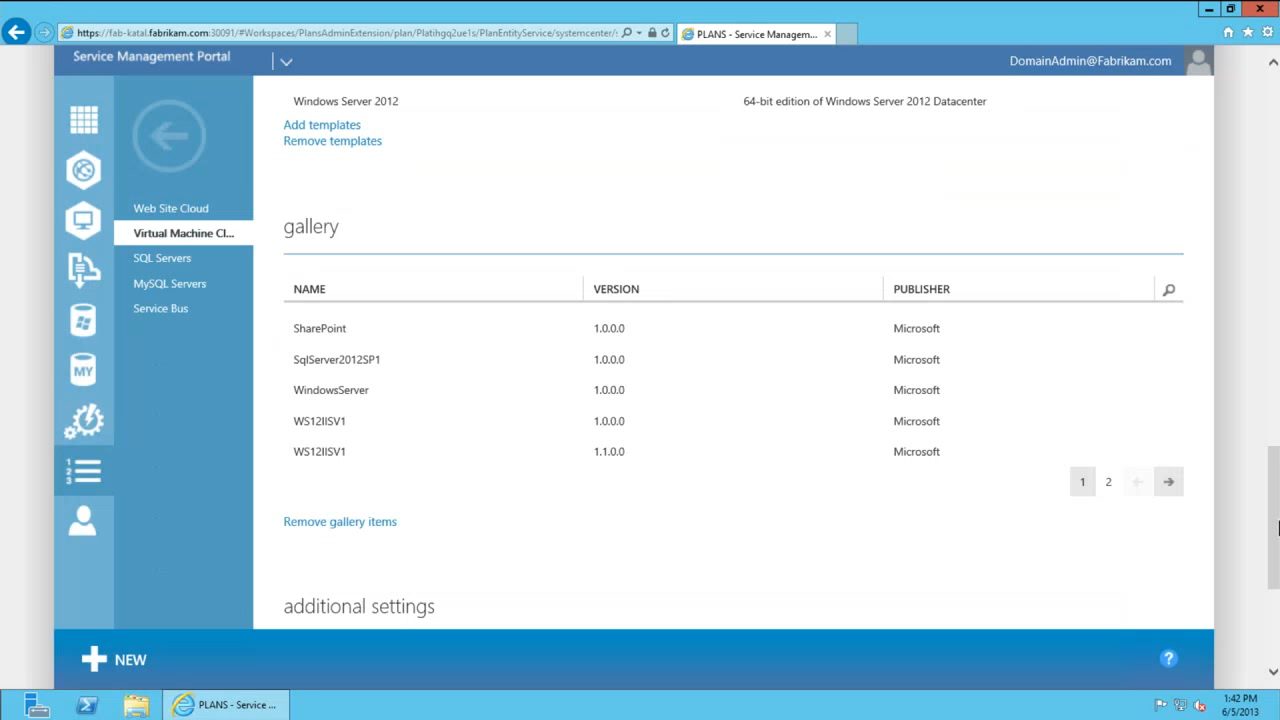 https://fab-katal.fabrikam.com:30091/#Workspaces/PlansAdminExtension/plan/Platihgq2ue1s/PlanEntityService/systemcenter/:
PLANS - Service Managem...
Service Management Portal
DomainAdmin@Fabrikam.com
Windows Server 2012
64-bit edition of Windows Server 2012 Datacenter
Add templates
Remove templates
Web Site Cloud
Virtual Machine Cl...
SQL Servers
MySQL Servers
Service Bus
MY
1
2
3
gallery
NAME VERSION PUBLISHER
SharePoint 1.0.0.0 Microsoft
SqlServer2012SP1 1.0.0.0 Microsoft
WindowsServer 1.0.0.0 Microsoft
WS12IISV1 1.0.0.0 Microsoft
WS12IISV1 1.1.0.0 Microsoft
1 2
Remove gallery items
additional settings
NEW
?
PLANS - Service ...
1:42 PM
6/5/2013